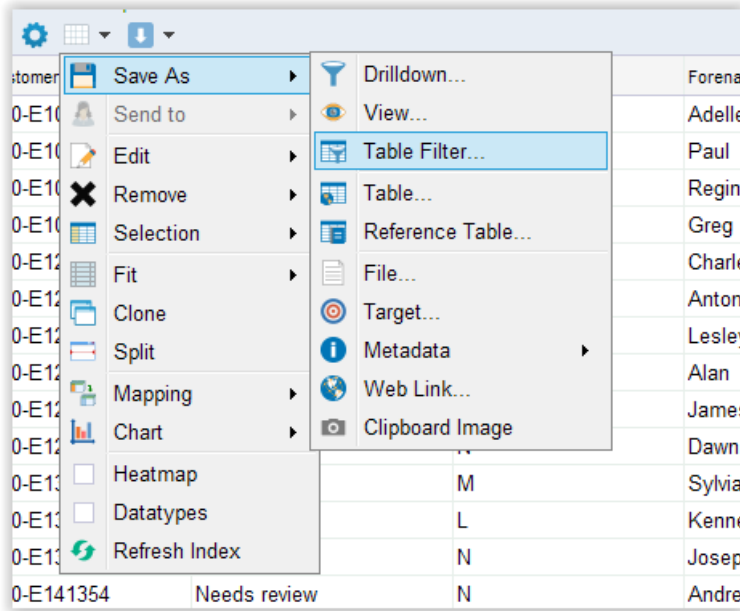 Save As
Send to
Edit
Remove
Selection
Fit
Clone
Split
Mapping
Chart
Heatmap
Datatypes
Refresh Index
Drilldown...
View...
Table Filter...
Table...
Reference Table...
File...
Target...
Metadata
Web Link...
Clipboard Image
stomer
0-E10
0-E10
0-E10
0-E10
0-E12
0-E12
0-E12
0-E12
0-E12
0-E12
0-E13
0-E13
0-E13
0-E141354 Needs review N Andre
M
L
N
Forena
Adelle
Paul
Regin
Greg
Charle
Anton
Lesley
Alan
James
Dawn
Sylvia
Kenne
Josep